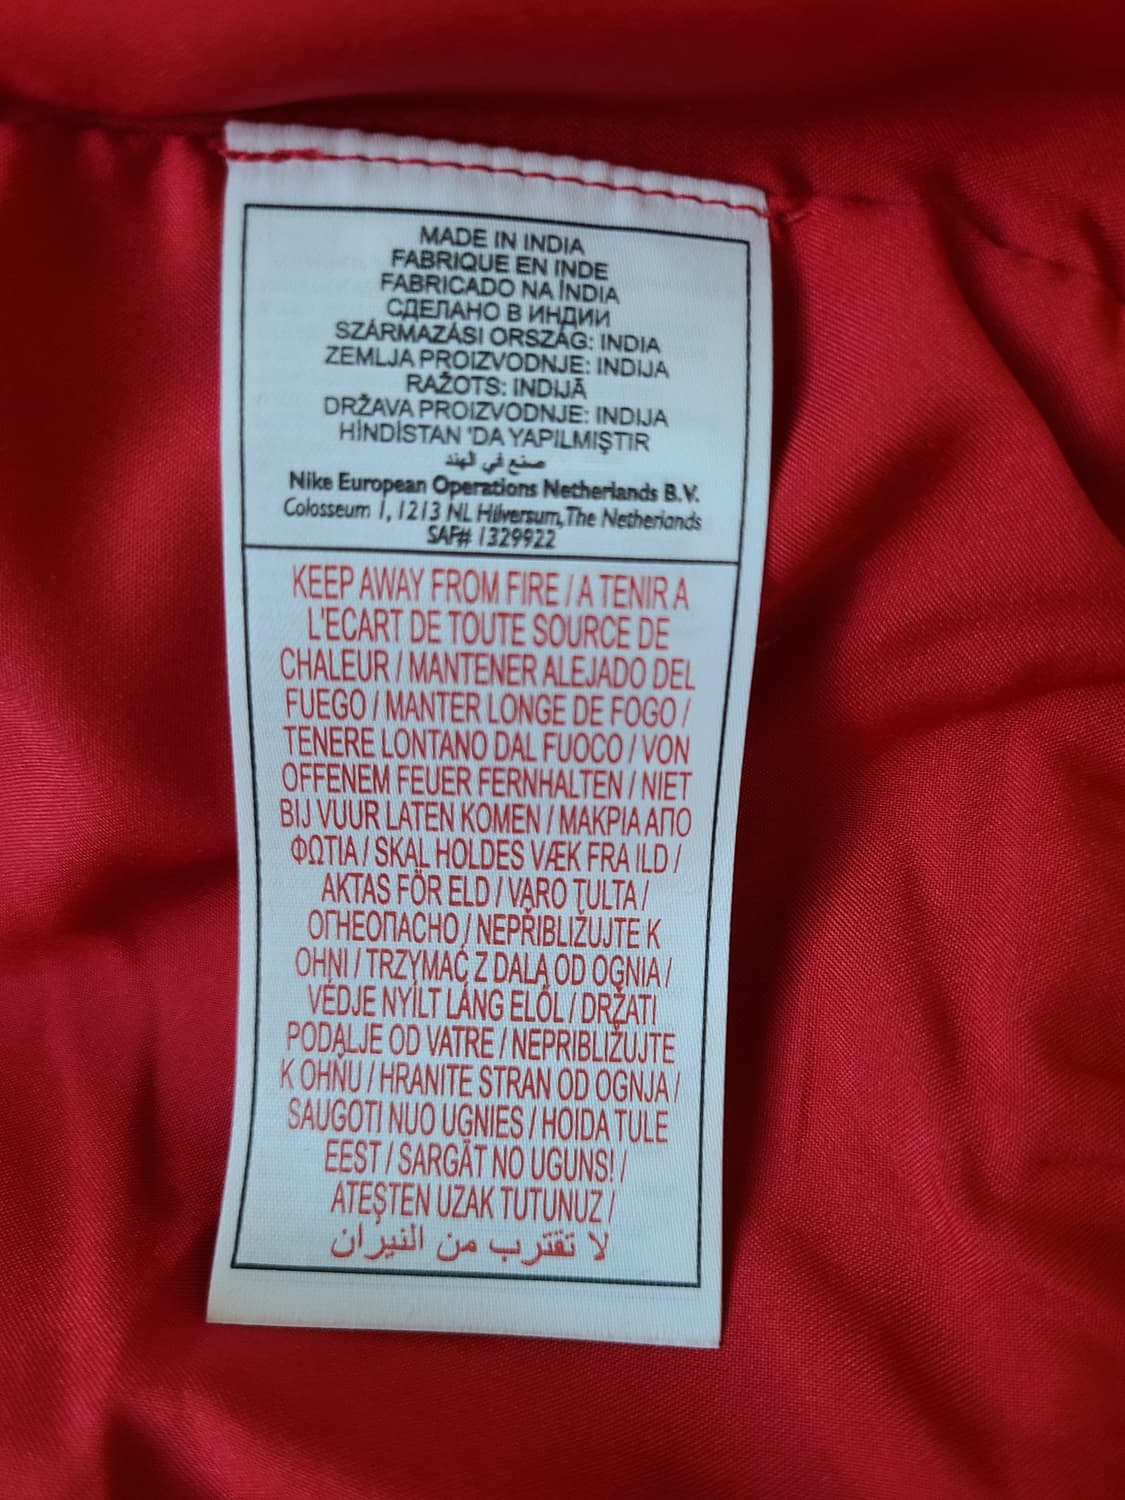 MADE IN INDIA
FABRIQUE EN INDE
FABRICADO NA ÍNDIA
СДЕЛАНО В ИНДИИ
SZÁRMAZÁSI ORSZÁG: INDIA
ZEMLJA PROIZVODNJE: INDIJA
RAŽOTS: INDIJĀ
DRŽAVA PROIZVODNJE: INDIJA
HİNDİSTAN 'DA YAPILMIŞTIR
صنع في الهند
Nike European Operations Netherlands B.V.
Colosseum 1, 1213 NL Hilversum, The Netherlands
SAF# 1329922
KEEP AWAY FROM FIRE / A TENIR A
L'ECART DE TOUTE SOURCE DE
CHALEUR / MANTENER ALEJADO DEL
FUEGO / MANTER LONGE DE FOGO /
TENERE LONTANO DAL FUOCO / VON
OFFENEM FEUER FERNHALTEN / NIET
BIJ VUUR LATEN KOMEN / ΜΑΚΡΙΑ ΑΠΟ
ΦΩΤΙΑ / SKAL HOLDES VÆK FRA ILD /
AKTAS FÖR ELD / VARO TULTA /
ОГНЕОПАСНО / NEPŘIBLIŽUJTE K
OHNI / TRZYMAĆ Z DALA OD OGNIA /
VÉDJE NYÍLT LÁNG ELŐL / DRŽATI
PODALJE OD VATRE / NEPRIBLIŽUJTE
K OHŇU / HRANITE STRAN OD OGNJA /
SAUGOTI NUO UGNIES / HOIDA TULE
EEST / SARGĀT NO UGUNS! /
ATEŞTEN UZAK TUTUNUZ /
لا تقترب من النيران